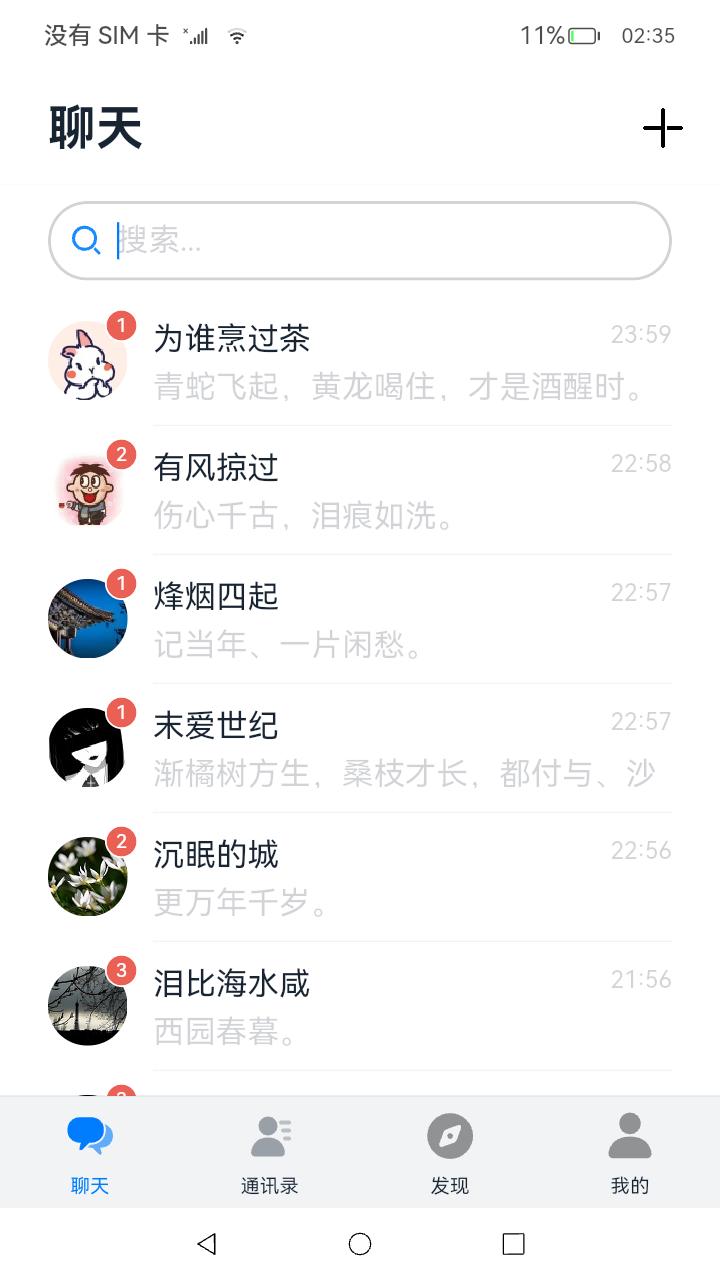 没有 SIM 卡
11%
02:35
聊天
搜索...
1
为谁烹过茶
23:59
青蛇飞起，黄龙喝住，才是酒醒时。
2
有风掠过
22:58
伤心千古，泪痕如洗。
1
烽烟四起
22:57
记当年、一片闲愁。
1
末爱世纪
22:57
渐橘树方生，桑枝才长，都付与、沙
2
沉眠的城
22:56
更万年千岁。
3
泪比海水咸
21:56
西园春暮。
聊天
通讯录
发现
我的